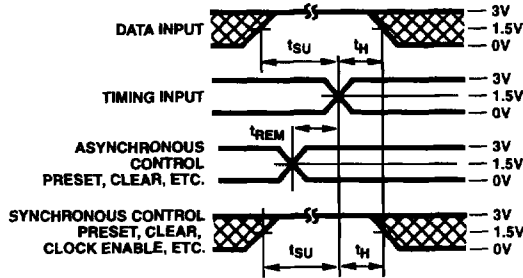 DATA INPUT
3V
1.5V
0V
tSU
tH
TIMING INPUT
3V
1.5V
0V
tREM
ASYNCHRONOUS
CONTROL
PRESET, CLEAR, ETC.
3V
1.5V
0V
SYNCHRONOUS CONTROL
PRESET, CLEAR,
CLOCK ENABLE, ETC.
3V
1.5V
0V
tSU
tH